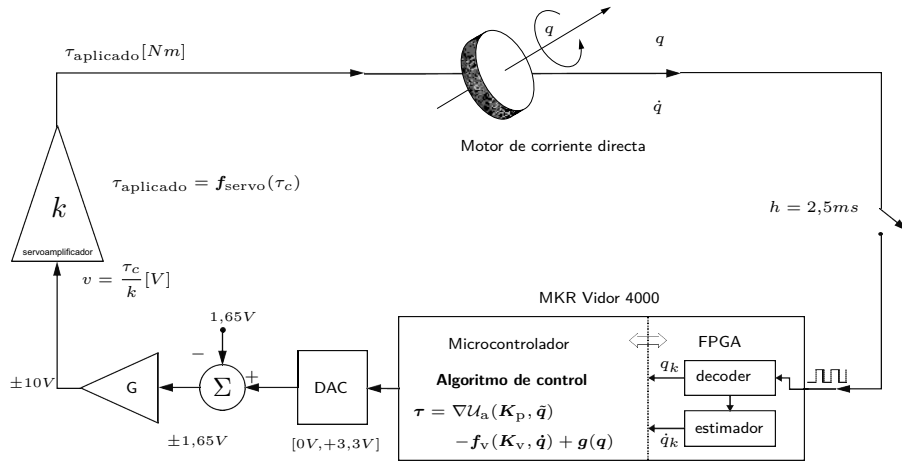 τ_aplicado[Nm]
q
q
q̇
Motor de corriente directa
τ_aplicado = f_servo(τ_c)
k
servoamplificador
h = 2,5ms
v = τ_c/k [V]
MKR Vidor 4000
1,65V
−
+
Σ
±10V
G
±1,65V
DAC
[0V,+3,3V]
Microcontrolador
Algoritmo de control
τ = ∇U_a(K_p, q̃)
−f_v(K_v, q̇) + g(q)
FPGA
q_k
decoder
q̇_k
estimador